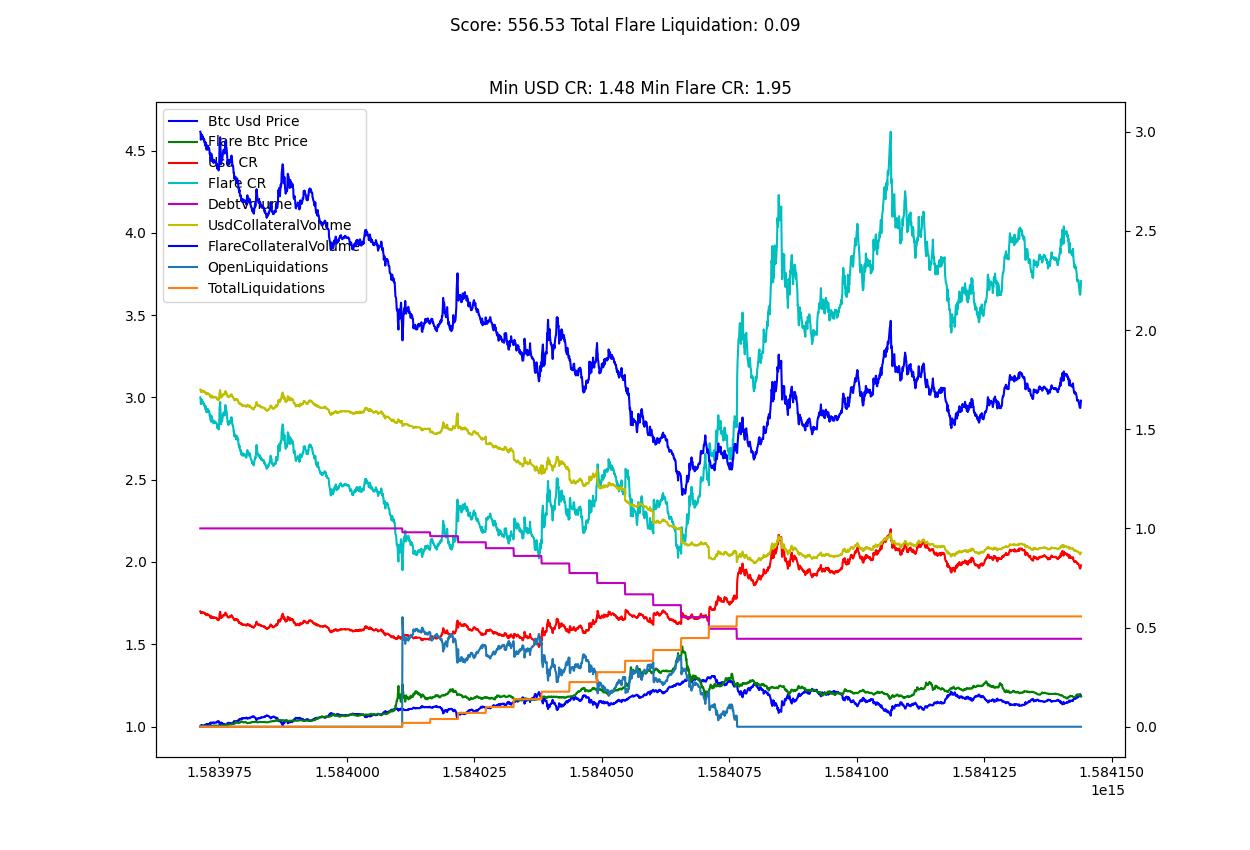 Score: 556.53 Total Flare Liquidation: 0.09
Min USD CR: 1.48 Min Flare CR: 1.95
Btc Usd Price
Flare Btc Price
Usd CR
Flare CR
DebtVolume
UsdCollateralVolume
FlareCollateralVolume
OpenLiquidations
TotalLiquidations
4.5
4.0
3.5
3.0
2.5
2.0
1.5
1.0
3.0
2.5
2.0
1.5
1.0
0.5
0.0
1.583975 1.584000 1.584025 1.584050 1.584075 1.584100 1.584125 1.584150
1e15